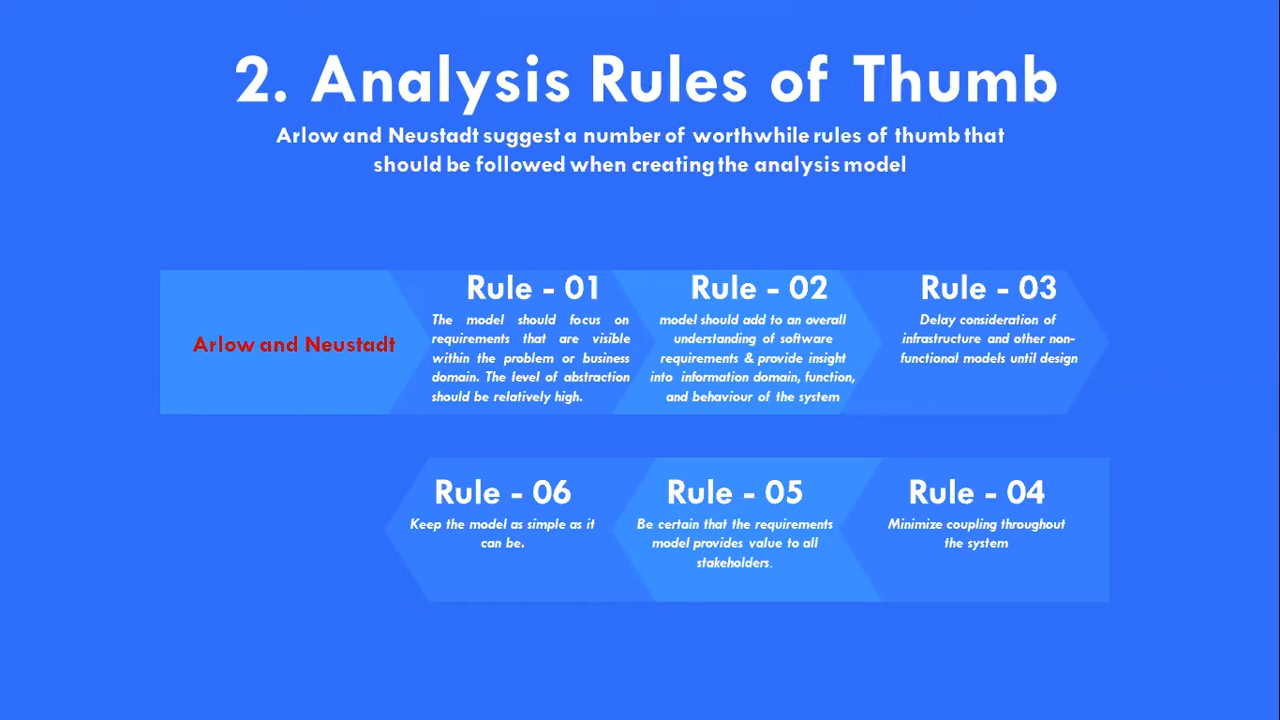 2. Analysis Rules of Thumb
Arlow and Neustadt suggest a number of worthwhile rules of thumb that
should be followed when creating the analysis model
Arlow and Neustadt
Rule - 01
The model should focus on
requirements that are visible
within the problem or business
domain. The level of abstraction
should be relatively high.
Rule - 02
model should add to an overall
understanding of software
requirements & provide insight
into information domain, function,
and behaviour of the system
Rule - 03
Delay consideration of
infrastructure and other non-
functional models until design
Rule - 04
Minimize coupling throughout
the system
Rule - 05
Be certain that the requirements
model provides value to all
stakeholders.
Rule - 06
Keep the model as simple as it
can be.